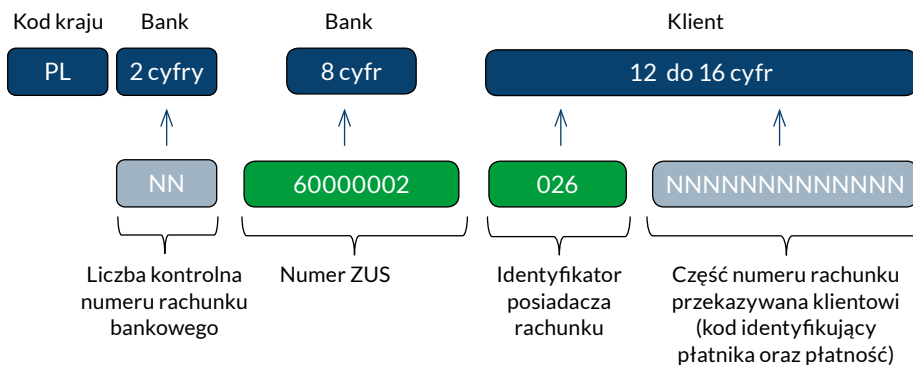 Kod kraju Bank Bank Klient
PL 2 cyfry 8 cyfr 12 do 16 cyfr
NN 60000002 026 NNNNNNNNNNNNN
Liczba kontrolna
numeru rachunku
bankowego
Numer ZUS
Identyfikator
posiadacza
rachunku
Część numeru rachunku
przekazywana klientowi
(kod identyfikujący
płatnika oraz płatność)